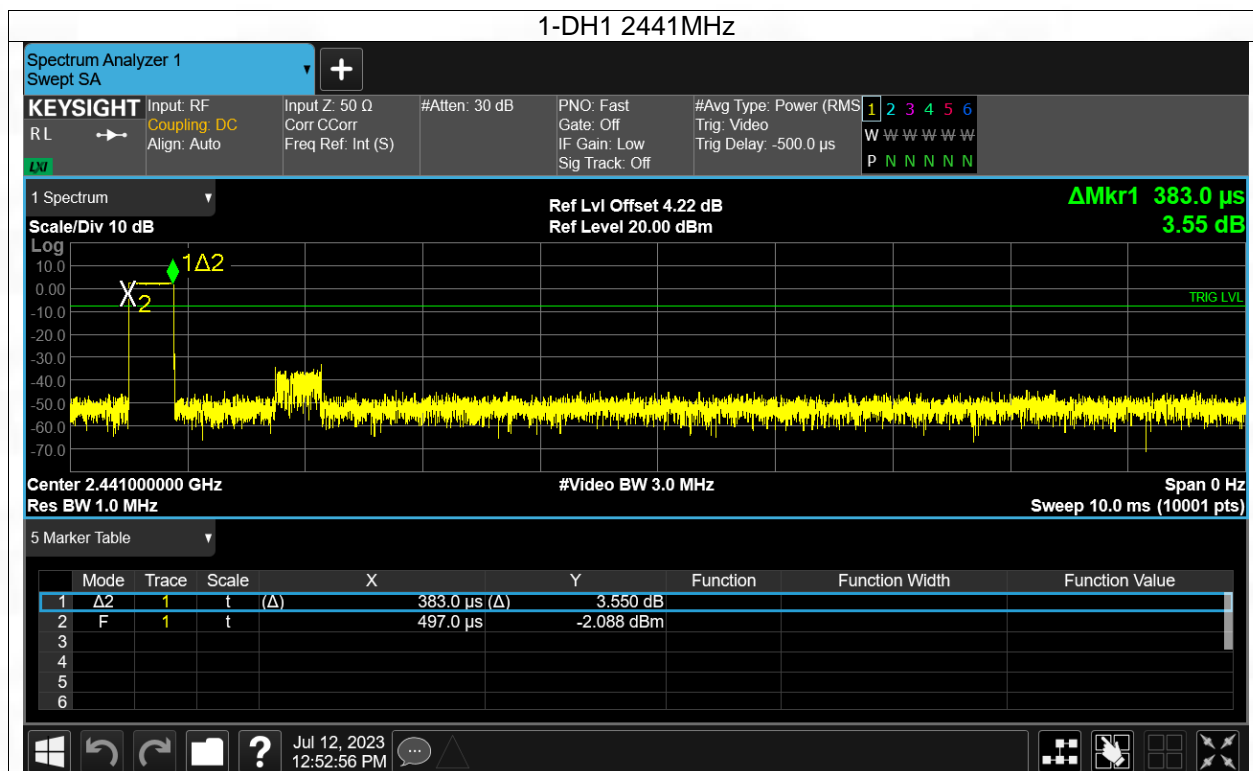 1-DH1 2441MHz
Spectrum Analyzer 1
Swept SA
+
KEYSIGHT
R L
LXI
Input: RF
Coupling: DC
Align: Auto
Input Z: 50 Ω
Corr CCorr
Freq Ref: Int (S)
#Atten: 30 dB
PNO: Fast
Gate: Off
IF Gain: Low
Sig Track: Off
#Avg Type: Power (RMS
Trig: Video
Trig Delay: -500.0 µs
1 2 3 4 5 6
W W W W W W
P N N N N N
1 Spectrum
Scale/Div 10 dB
Ref Lvl Offset 4.22 dB
Ref Level 20.00 dBm
ΔMkr1 383.0 µs
3.55 dB
Log
10.0
0.00
-10.0
-20.0
-30.0
-40.0
-50.0
-60.0
-70.0
1Δ2
X2
TRIG LVL
Center 2.441000000 GHz
#Video BW 3.0 MHz
Span 0 Hz
Res BW 1.0 MHz
Sweep 10.0 ms (10001 pts)
5 Marker Table
Mode Trace Scale X Y Function Function Width Function Value
1 Δ2 1 t (Δ) 383.0 µs (Δ) 3.550 dB
2 F 1 t 497.0 µs -2.088 dBm
3
4
5
6
?
Jul 12, 2023
12:52:56 PM